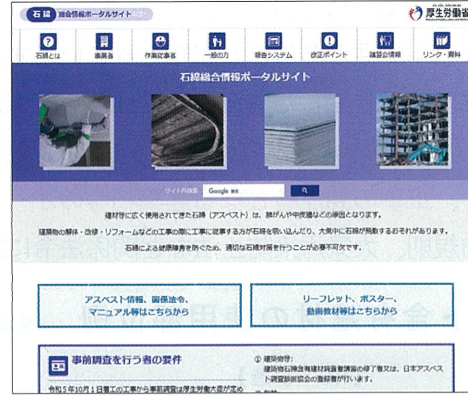 石綿 総合情報ポータルサイト
厚生労働省
石綿とは
事業者
作業従事者
一般の方
報告システム
改正ポイント
講習会情報
リンク・資料
石綿総合情報ポータルサイト
サイト内検索 Google 提供
建材等に広く使用されてきた石綿（アスベスト）は、肺がんや中皮腫などの原因となります。
建築物の解体・改修・リフォームなどの工事の際に工事に従事する方が石綿を吸い込んだり、大気中に石綿が飛散するおそれがあります。
石綿による健康障害を防ぐため、適切な石綿対策を行うことが必要不可欠です。
アスベスト情報、関係法令、
マニュアル等はこちらから
リーフレット、ポスター、
動画教材等はこちらから
事前調査を行う者の要件
令和5年10月1日着工の工事から事前調査は厚生労働大臣が定め
① 建築物等:
建築物石綿含有建材調査者講習の修了者又は、日本アスベス
ト調査診断協会の登録者が行います。